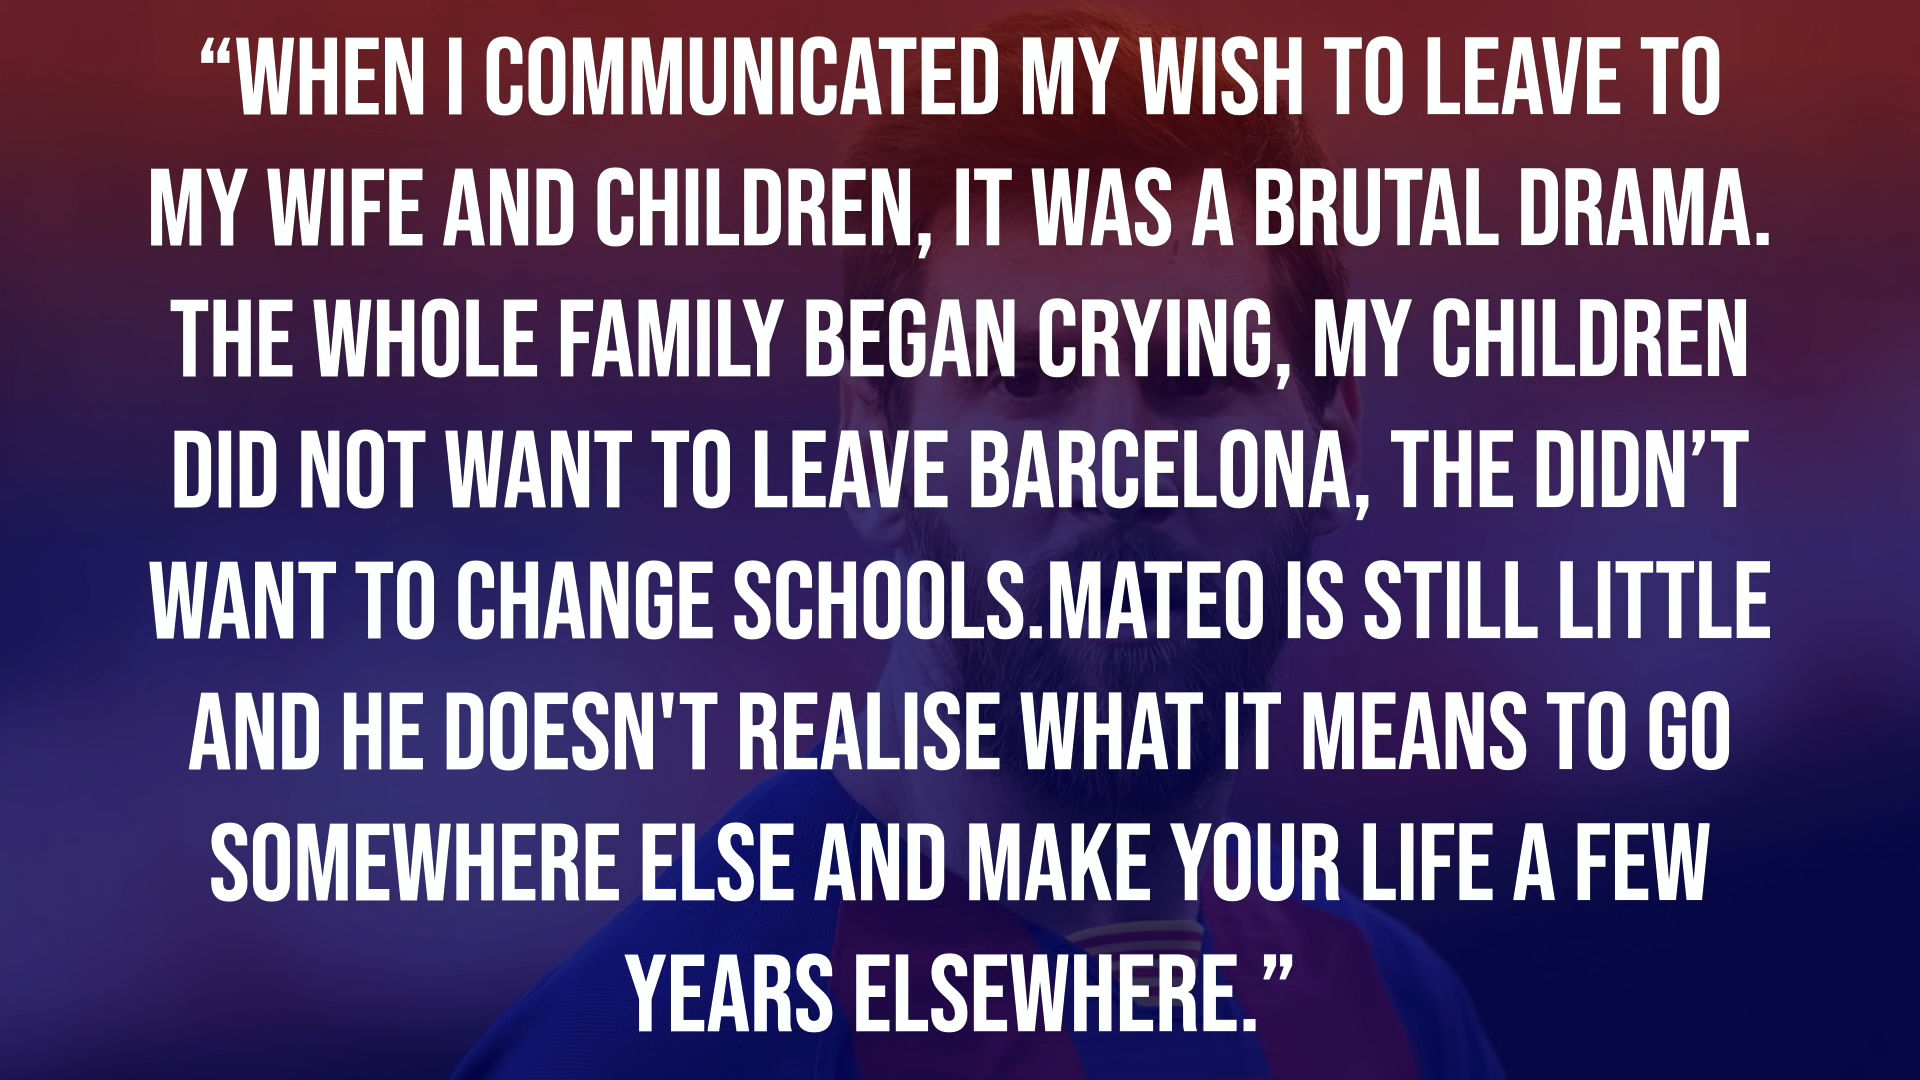 “WHEN I COMMUNICATED MY WISH TO LEAVE TO
MY WIFE AND CHILDREN, IT WAS A BRUTAL DRAMA.
THE WHOLE FAMILY BEGAN CRYING, MY CHILDREN
DID NOT WANT TO LEAVE BARCELONA, THE DIDN’T
WANT TO CHANGE SCHOOLS.MATEO IS STILL LITTLE
AND HE DOESN'T REALISE WHAT IT MEANS TO GO
SOMEWHERE ELSE AND MAKE YOUR LIFE A FEW
YEARS ELSEWHERE.”